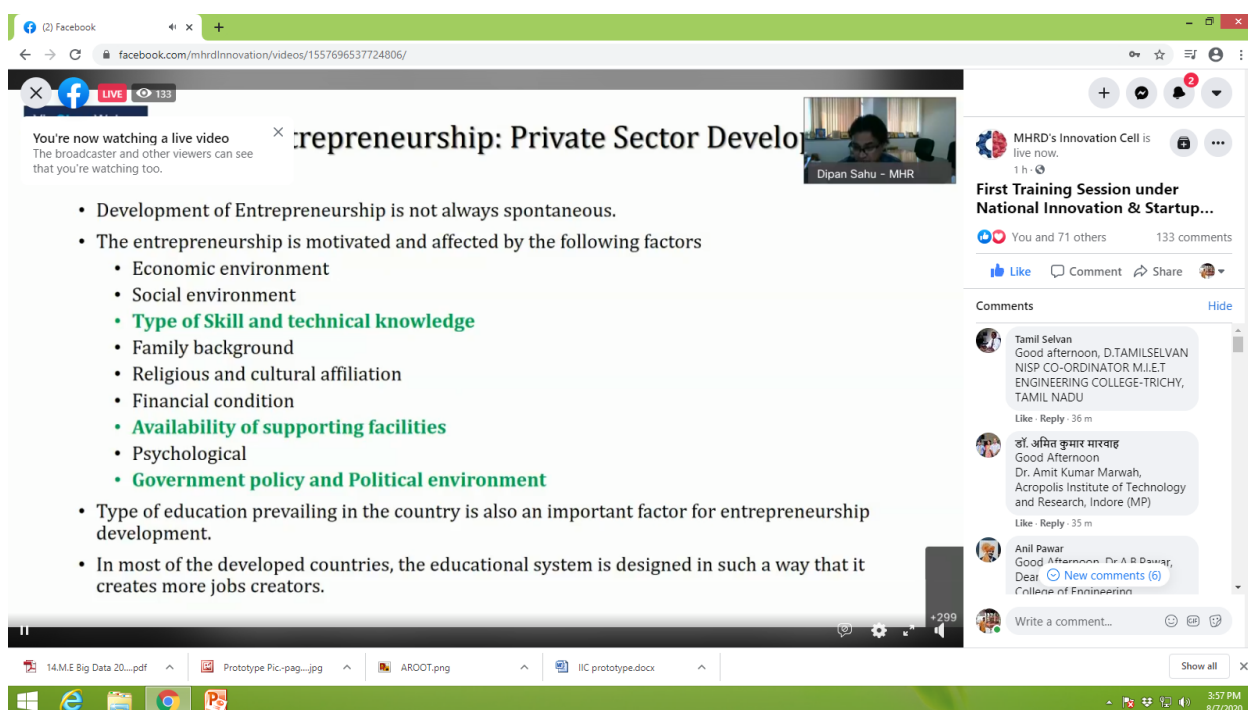 (2) Facebook
facebook.com/mhrdInnovation/videos/1557696537724806/
LIVE 133
You're now watching a live video
The broadcaster and other viewers can see
that you're watching too.
trepreneurship: Private Sector Develo
Dipan Sahu - MHR
• Development of Entrepreneurship is not always spontaneous.
• The entrepreneurship is motivated and affected by the following factors
• Economic environment
• Social environment
• Type of Skill and technical knowledge
• Family background
• Religious and cultural affiliation
• Financial condition
• Availability of supporting facilities
• Psychological
• Government policy and Political environment
• Type of education prevailing in the country is also an important factor for entrepreneurship
development.
• In most of the developed countries, the educational system is designed in such a way that it
creates more jobs creators.
+299
2
MHRD's Innovation Cell is
live now.
1 h ·
First Training Session under
National Innovation & Startup...
You and 71 others 133 comments
Like Comment Share
Comments Hide
Tamil Selvan
Good afternoon, D.TAMILSELVAN
NISP CO-ORDINATOR M.I.E.T
ENGINEERING COLLEGE-TRICHY,
TAMIL NADU
Like · Reply · 36 m
डॉ. अमित कुमार मारवाह
Good Afternoon
Dr. Amit Kumar Marwah,
Acropolis Institute of Technology
and Research, Indore (MP)
Like · Reply · 35 m
Anil Pawar
Good Afternoon, Dr A B Pawar,
Dean
New comments (6)
College of Engineering
Write a comment...
GIF
14.M.E Big Data 20....pdf
Prototype Pic.-pag....jpg
AROOT.png
IIC prototype.docx
Show all
3:57 PM
8/7/2020